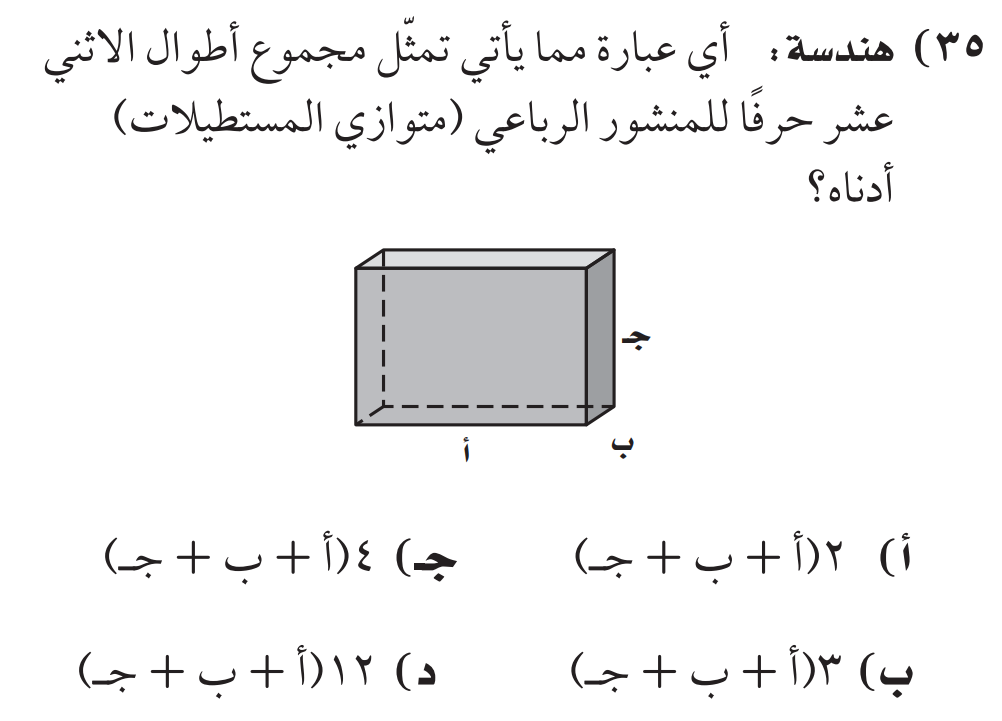 ٣٥) هندسة: أي عبارة مما يأتي تمثّل مجموع أطوال الاثني
عشر حرفًا للمنشور الرباعي (متوازي المستطيلات)
أدناه؟
جـ
أ
ب
أ) ٢(أ + ب + جـ) جـ) ٤(أ + ب + جـ)
ب) ٣(أ + ب + جـ) د) ١٢(أ + ب + جـ)